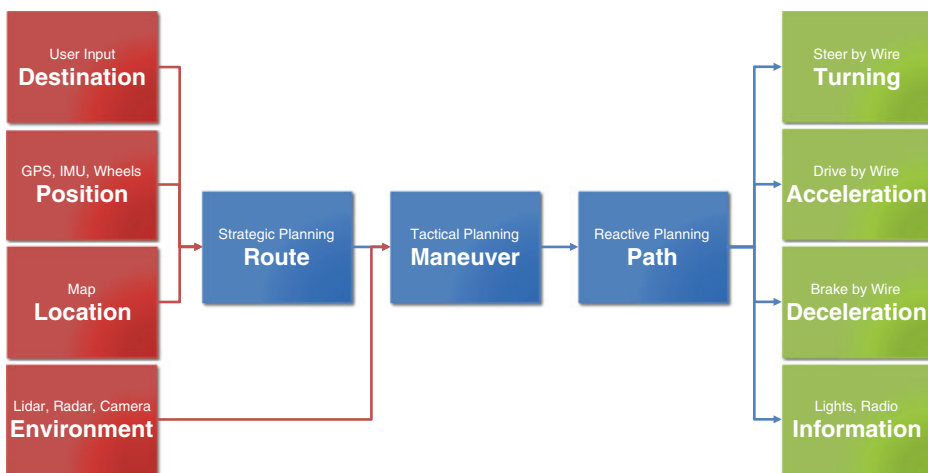 User Input
Destination
GPS, IMU, Wheels
Position
Map
Location
Lidar, Radar, Camera
Environment
Strategic Planning
Route
Tactical Planning
Maneuver
Reactive Planning
Path
Steer by Wire
Turning
Drive by Wire
Acceleration
Brake by Wire
Deceleration
Lights, Radio
Information